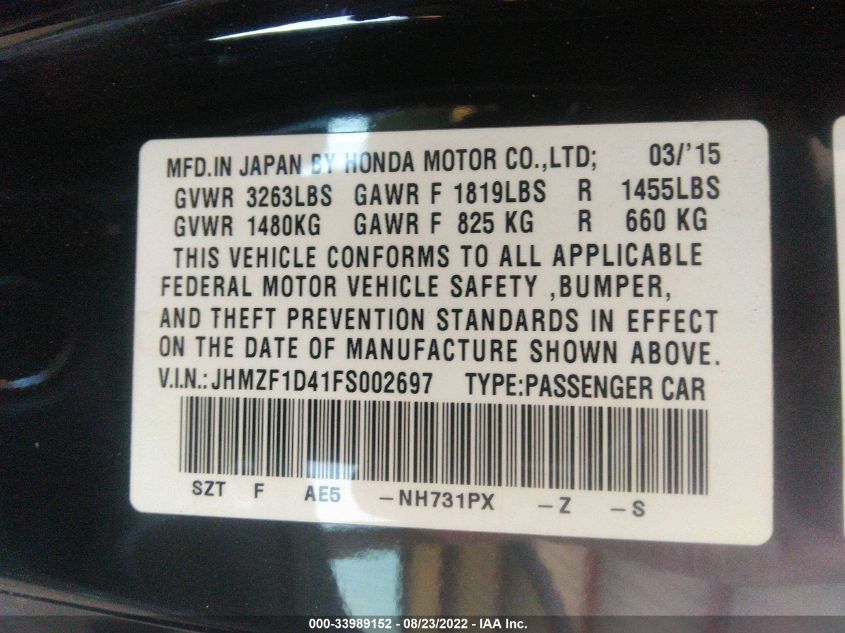 MFD.IN JAPAN BY HONDA MOTOR CO.,LTD; 03/'15
GVWR 3263LBS GAWR F 1819LBS R 1455LBS
GVWR 1480KG GAWR F 825 KG R 660 KG
THIS VEHICLE CONFORMS TO ALL APPLICABLE
FEDERAL MOTOR VEHICLE SAFETY ,BUMPER,
AND THEFT PREVENTION STANDARDS IN EFFECT
ON THE DATE OF MANUFACTURE SHOWN ABOVE.
V.I.N.:JHMZF1D41FS002697 TYPE:PASSENGER CAR
SZT F AE5 -NH731PX -Z -S
000-33989152 - 08/23/2022 - IAA Inc.